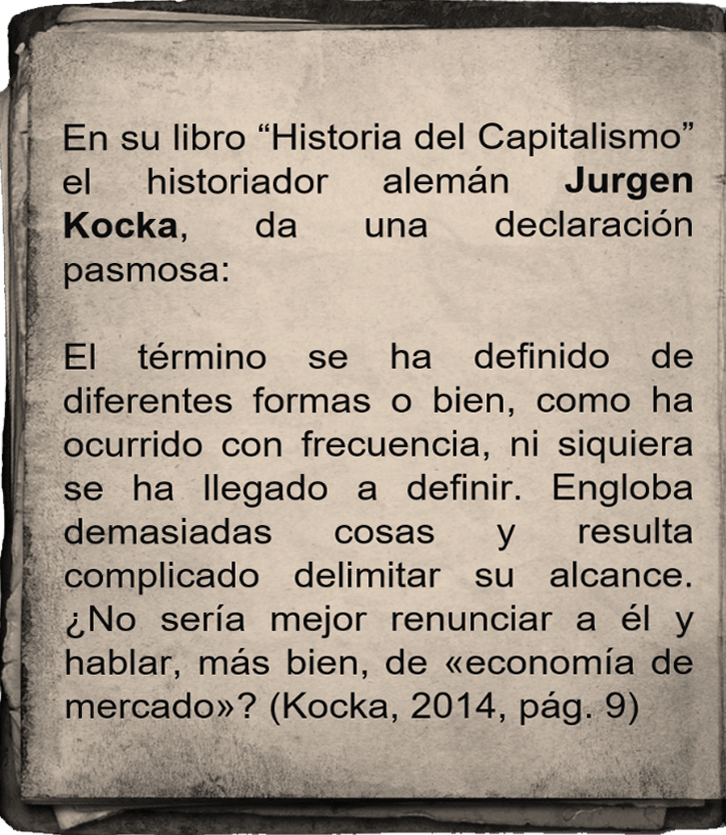 En su libro “Historia del Capitalismo”
el historiador alemán Jurgen
Kocka, da una declaración
pasmosa:
El término se ha definido de
diferentes formas o bien, como ha
ocurrido con frecuencia, ni siquiera
se ha llegado a definir. Engloba
demasiadas cosas y resulta
complicado delimitar su alcance.
¿No sería mejor renunciar a él y
hablar, más bien, de «economía de
mercado»? (Kocka, 2014, pág. 9)